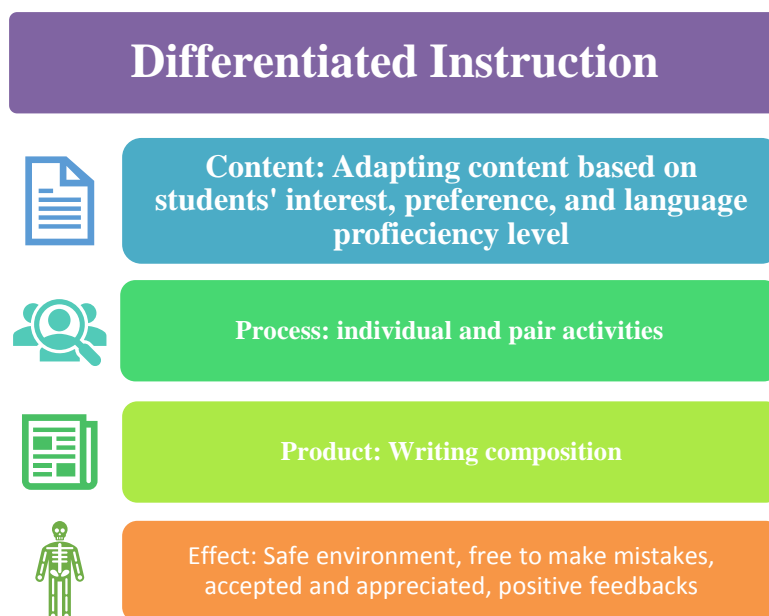 Differentiated Instruction
Content: Adapting content based on
students' interest, preference, and language
profieciency level
Process: individual and pair activities
Product: Writing composition
Effect: Safe environment, free to make mistakes,
accepted and appreciated, positive feedbacks